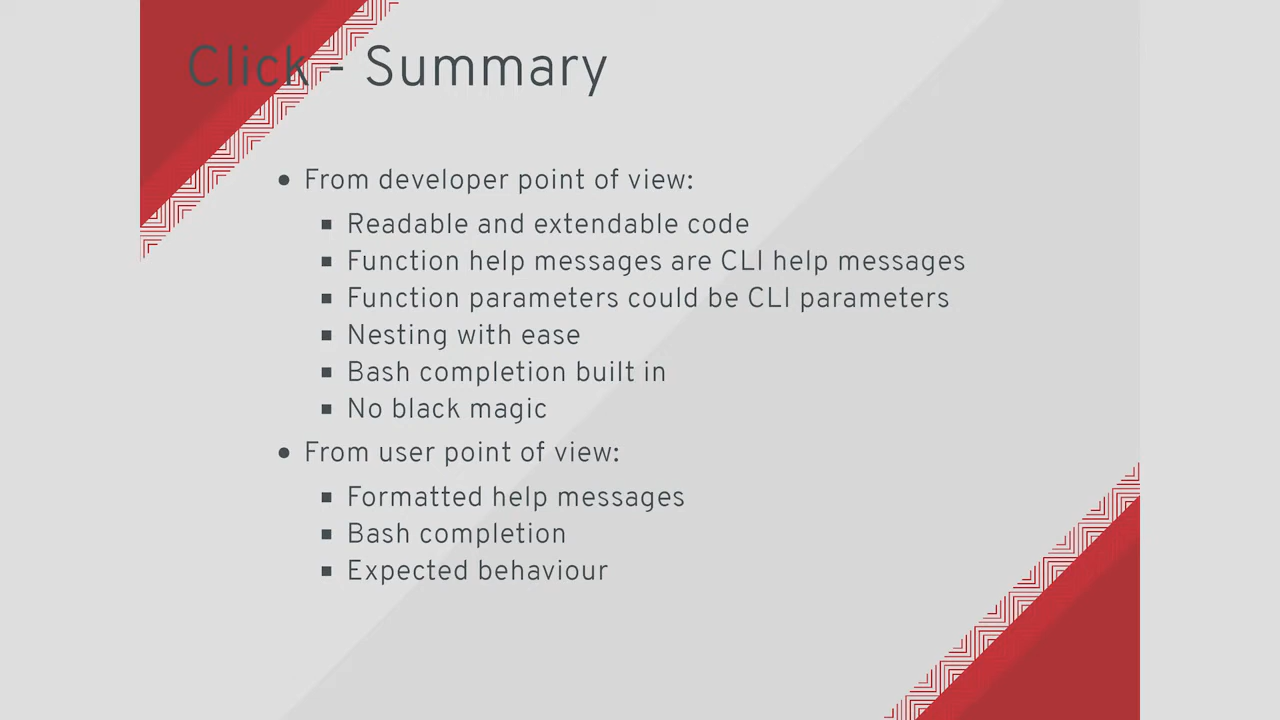 Click - Summary
From developer point of view:
Readable and extendable code
Function help messages are CLI help messages
Function parameters could be CLI parameters
Nesting with ease
Bash completion built in
No black magic
From user point of view:
Formatted help messages
Bash completion
Expected behaviour